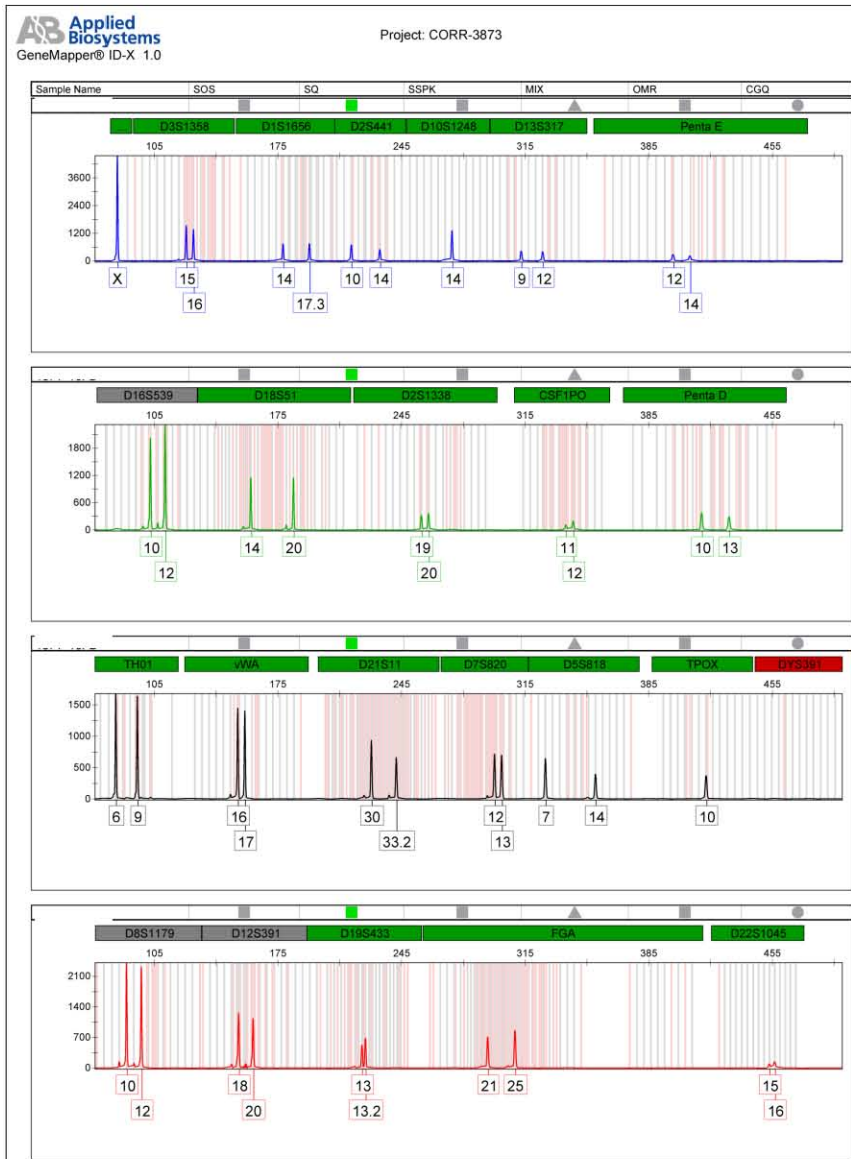 AB Applied
Biosystems
GeneMapper® ID-X 1.0
Project: CORR-3873
Sample Name SOS SQ SSPK MIX OMR CGQ
... D3S1358 D1S1656 D2S441 D10S1248 D13S317 Penta E
105 175 245 315 385 455
3600
2400
1200
0
X 15 14 10 14 14 9 12 12
16 17.3 14
D16S539 D18S51 D2S1338 CSF1PO Penta D
105 175 245 315 385 455
1800
1200
600
0
10 14 20 19 11 10 13
12 20 12
TH01 vWA D21S11 D7S820 D5S818 TPOX DYS391
105 175 245 315 385 455
1500
1000
500
0
6 9 16 30 12 7 14 10
17 33.2 13
D8S1179 D12S391 D19S433 FGA D22S1045
105 175 245 315 385 455
2100
1400
700
0
10 18 13 21 25 15
12 20 13.2 16